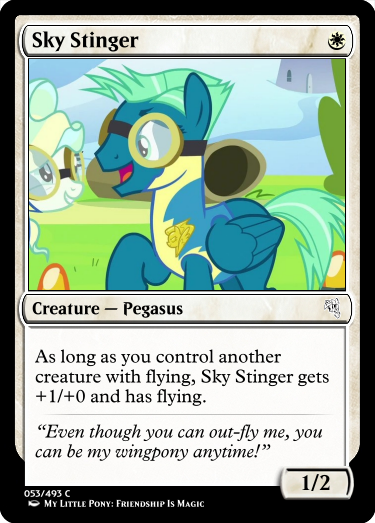 Sky Stinger
Creature — Pegasus
As long as you control another
creature with flying, Sky Stinger gets
+1/+0 and has flying.
“Even though you can out-fly me, you
can be my wingpony anytime!”
1/2
053/493 C
My Little Pony: Friendship Is Magic